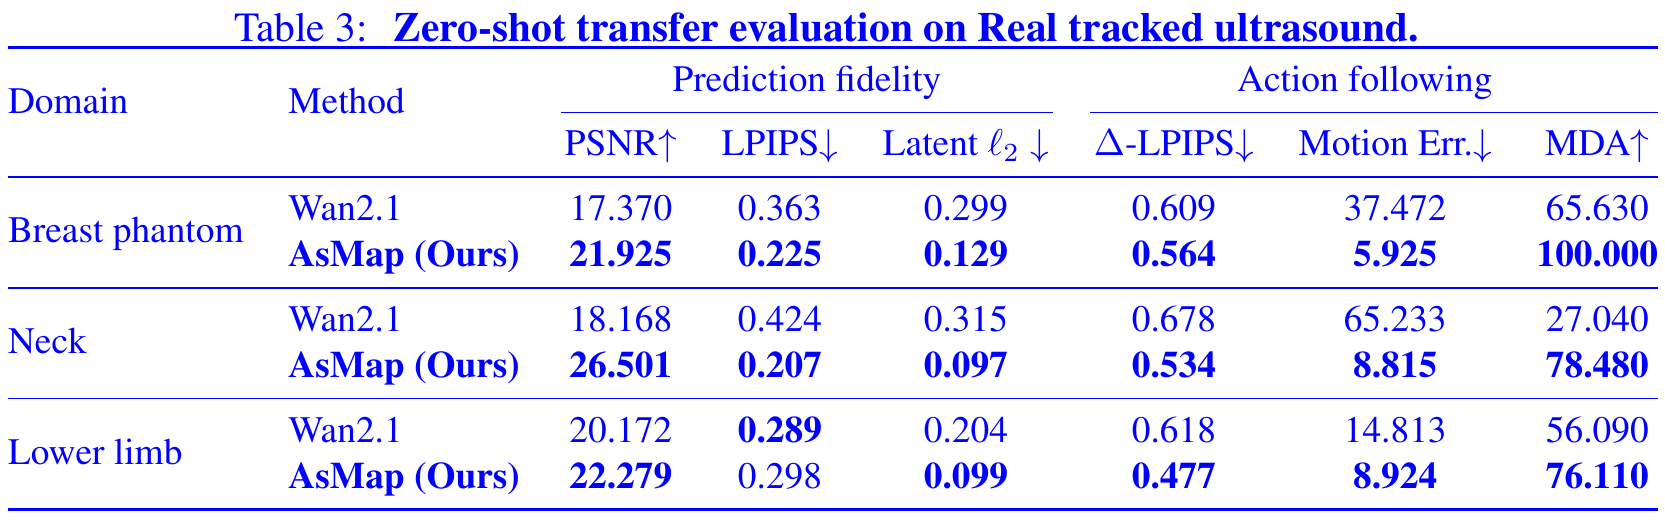 Table 3: Zero-shot transfer evaluation on Real tracked ultrasound.
Domain Method Prediction fidelity Action following
PSNR↑ LPIPS↓ Latent ℓ₂ ↓ Δ-LPIPS↓ Motion Err.↓ MDA↑
Breast phantom Wan2.1 17.370 0.363 0.299 0.609 37.472 65.630
AsMap (Ours) 21.925 0.225 0.129 0.564 5.925 100.000
Neck Wan2.1 18.168 0.424 0.315 0.678 65.233 27.040
AsMap (Ours) 26.501 0.207 0.097 0.534 8.815 78.480
Lower limb Wan2.1 20.172 0.289 0.204 0.618 14.813 56.090
AsMap (Ours) 22.279 0.298 0.099 0.477 8.924 76.110